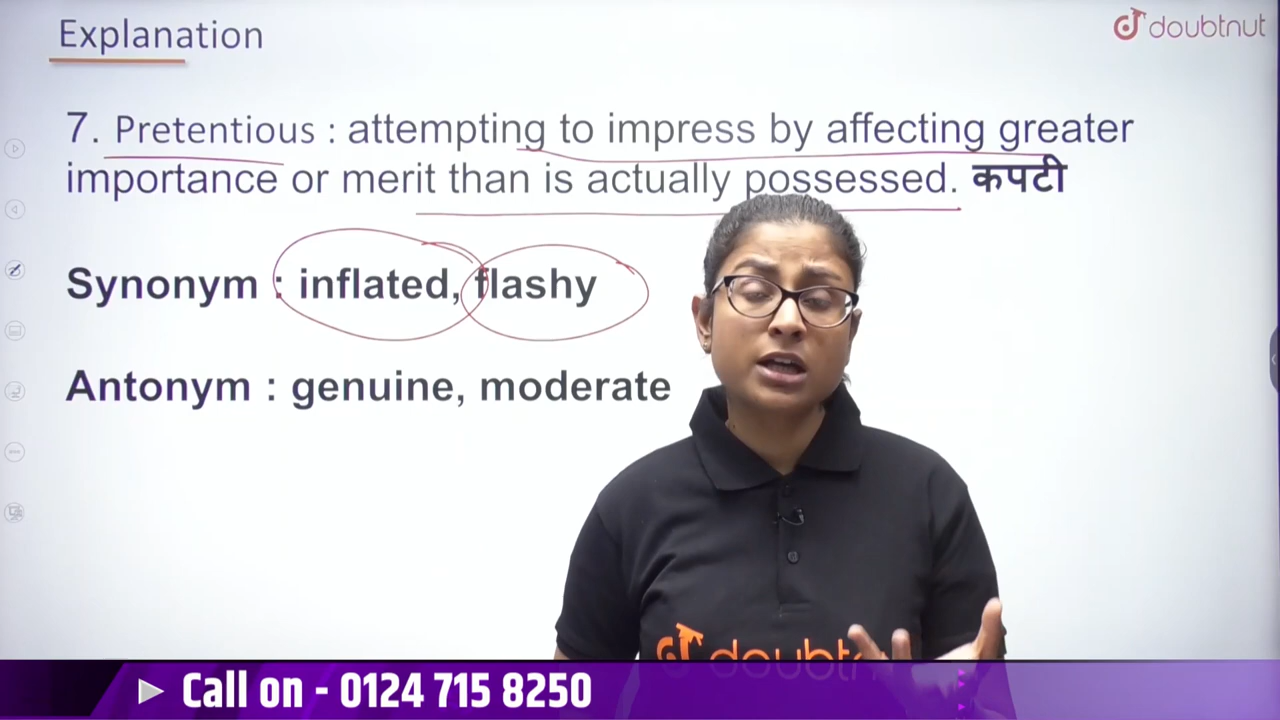 Explanation
doubtnut
7. Pretentious : attempting to impress by affecting greater
importance or merit than is actually possessed. कपटी
Synonym : inflated, flashy
Antonym : genuine, moderate
Call on - 0124 715 8250